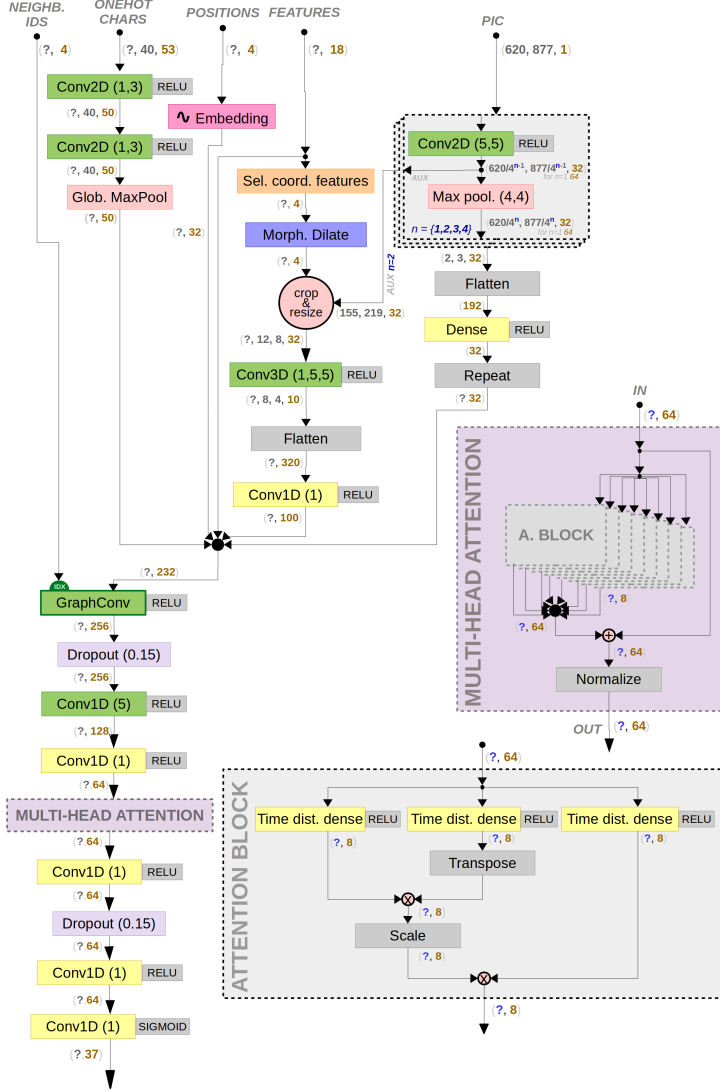 NEIGHB.
IDS
ONEHOT
CHARS
POSITIONS
FEATURES
PIC
(?, 4)
(?, 40, 53)
(?, 4)
(?, 18)
(620, 877, 1)
Conv2D (1,3)
RELU
(?, 40, 50)
Conv2D (1,3)
RELU
(?, 40, 50)
Glob. MaxPool
(?, 50)
∿ Embedding
(?, 32)
Sel. coord. features
(?, 4)
Morph. Dilate
(?, 4)
crop
&
resize
(?, 12, 8, 32)
Conv3D (1,5,5)
RELU
(?, 8, 4, 10)
Flatten
(?, 320)
Conv1D (1)
RELU
(?, 100)
Conv2D (5,5)
RELU
620/4n-1, 877/4n-1, 32
for n=1 64
AUX
Max pool. (4,4)
(620/4n, 877/4n, 32)
for n=1 64
n = {1,2,3,4}
AUX n=2
(155, 219, 32)
(2, 3, 32)
Flatten
(192)
Dense
RELU
(32)
Repeat
(? 32)
(?, 232)
IDX
GraphConv
RELU
(?, 256)
Dropout (0.15)
(?, 256)
Conv1D (5)
RELU
(?, 128)
Conv1D (1)
RELU
(? 64)
MULTI-HEAD ATTENTION
(? 64)
Conv1D (1)
RELU
(? 64)
Dropout (0.15)
(? 64)
Conv1D (1)
RELU
(? 64)
Conv1D (1)
SIGMOID
(?.37)
IN
(?, 64)
MULTI-HEAD ATTENTION
A. BLOCK
(?, 8)
(?, 64)
+
(?, 64)
Normalize
OUT
(?, 64)
(?, 64)
ATTENTION BLOCK
Time dist. dense
RELU
Time dist. dense
RELU
Time dist. dense
RELU
(?, 8)
(?, 8)
(?, 8)
Transpose
X
(?, 8)
Scale
(?, 8)
X
(?, 8)